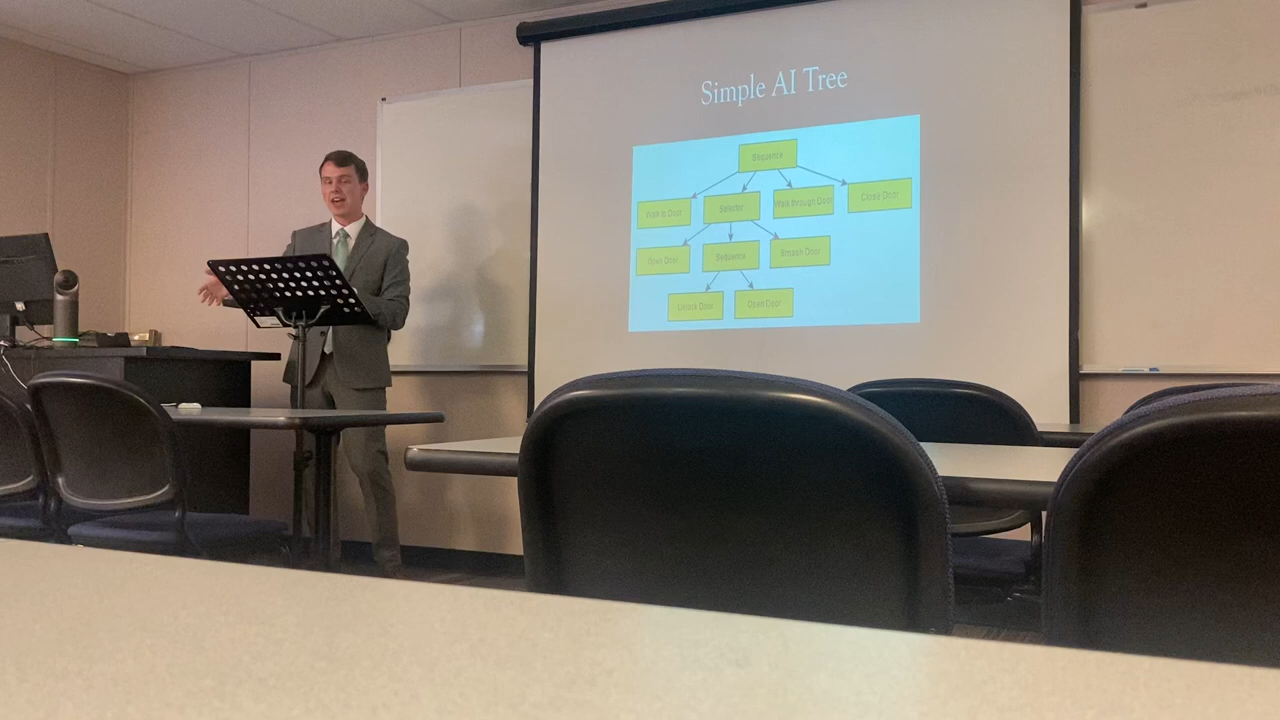 Simple AI Tree
Sequence
Walk to Door
Selector
Walk through Door
Close Door
Open Door
Sequence
Smash Door
Unlock Door
Open Door